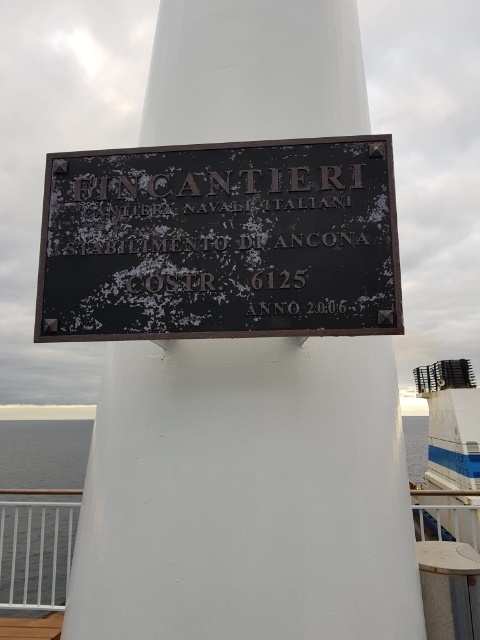 FINCANTIERI
CANTIERI NAVALI ITALIANI
STABILIMENTO DI ANCONA
COSTR. 6125
ANNO 2006